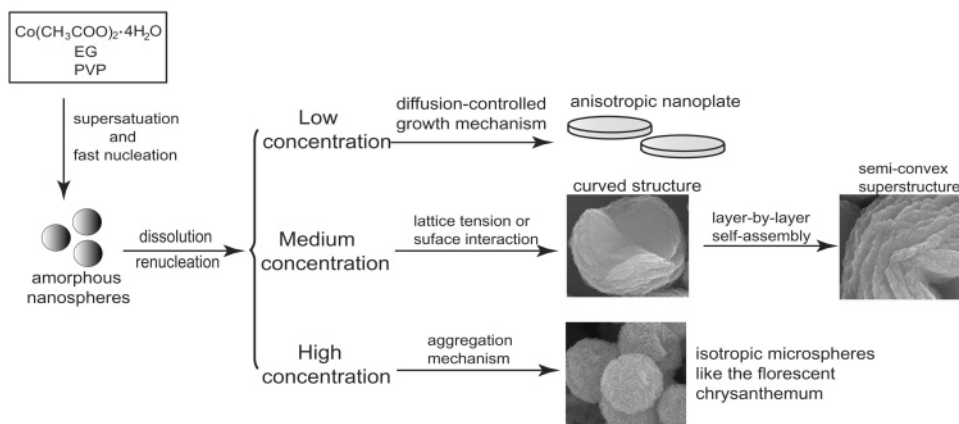 Co(CH₃COO)₂·4H₂O
EG
PVP
supersatuation
and
fast nucleation
amorphous
nanospheres
dissolution
renucleation
Low
concentration
diffusion-controlled
growth mechanism
anisotropic nanoplate
Medium
concentration
lattice tension or
suface interaction
curved structure
layer-by-layer
self-assembly
semi-convex
superstructure
High
concentration
aggregation
mechanism
isotropic microspheres
like the florescent
chrysanthemum